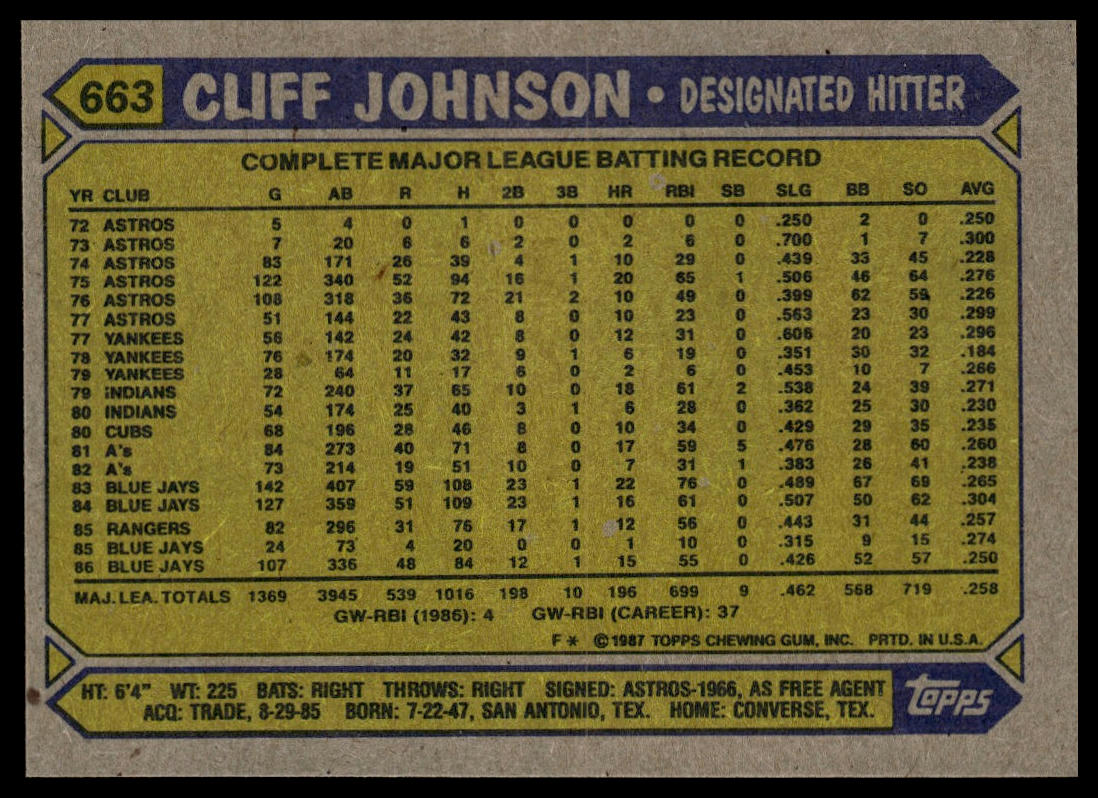 663 CLIFF JOHNSON • DESIGNATED HITTER
COMPLETE MAJOR LEAGUE BATTING RECORD
YR CLUB G AB R H 2B 3B HR RBI SB SLG BB SO AVG
72 ASTROS 5 4 0 1 0 0 0 0 0 .250 2 0 .250
73 ASTROS 7 20 6 6 2 0 2 6 0 .700 1 7 .300
74 ASTROS 83 171 26 39 4 1 10 29 0 .439 33 45 .228
75 ASTROS 122 340 52 94 16 1 20 65 1 .506 46 64 .276
76 ASTROS 108 318 36 72 21 2 10 49 0 .399 62 59 .226
77 ASTROS 51 144 22 43 8 0 10 23 0 .563 23 30 .299
77 YANKEES 56 142 24 42 8 0 12 31 0 .606 20 23 .296
78 YANKEES 76 174 20 32 9 1 6 19 0 .351 30 32 .184
79 YANKEES 28 64 11 17 6 0 2 6 0 .453 10 7 .266
79 INDIANS 72 240 37 65 10 0 18 61 2 .538 24 39 .271
80 INDIANS 54 174 25 40 3 1 6 28 0 .362 25 30 .230
80 CUBS 68 196 28 46 8 0 10 34 0 .429 29 35 .235
81 A's 84 273 40 71 8 0 17 59 5 .476 28 60 .260
82 A's 73 214 19 51 10 0 7 31 1 .383 26 41 .238
83 BLUE JAYS 142 407 59 108 23 1 22 76 0 .489 67 69 .265
84 BLUE JAYS 127 359 51 109 23 1 16 61 0 .507 50 62 .304
85 RANGERS 82 296 31 76 17 1 12 56 0 .443 31 44 .257
85 BLUE JAYS 24 73 4 20 0 0 1 10 0 .315 9 15 .274
86 BLUE JAYS 107 336 48 84 12 1 15 55 0 .426 52 57 .250
MAJ. LEA. TOTALS 1369 3945 539 1016 198 10 196 699 9 .462 568 719 .258
GW-RBI (1986): 4 GW-RBI (CAREER): 37
F * © 1987 TOPPS CHEWING GUM, INC. PRTD. IN U.S.A.
HT: 6'4" WT: 225 BATS: RIGHT THROWS: RIGHT SIGNED: ASTROS-1966, AS FREE AGENT
ACQ: TRADE, 8-29-85 BORN: 7-22-47, SAN ANTONIO, TEX. HOME: CONVERSE, TEX.
topps